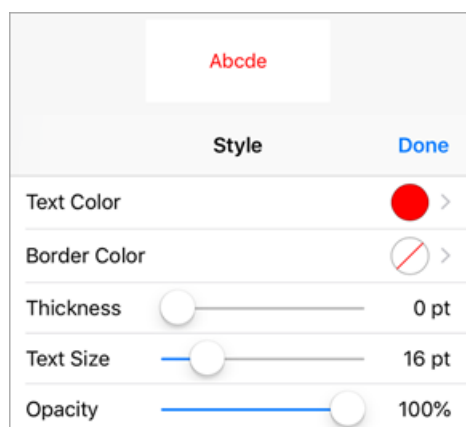 Abcde
Style Done
Text Color
Border Color
Thickness 0 pt
Text Size 16 pt
Opacity 100%